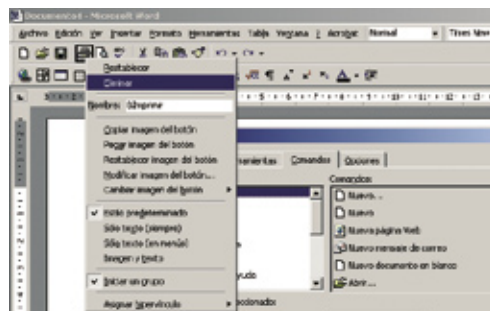 Documento4 - Microsoft Word
Archivo Edición Ver Insertar Formato Herramientas Tabla Ventana ? Acrobat Normal Times New
Restablecer
Eliminar
Nombre: &Imprimir
Copiar imagen del botón
Pegar imagen del botón
Restablecer imagen del botón
Modificar imagen del botón...
Cambiar imagen del botón
Estilo predeterminado
Sólo texto (siempre)
Sólo texto (en menús)
Imagen y texto
Iniciar un grupo
Asignar hipervínculo
Comandos Opciones
Comandos:
Nuevo...
Nuevo
Nueva página Web
Nuevo mensaje de correo
Nuevo documento en blanco
Abrir...